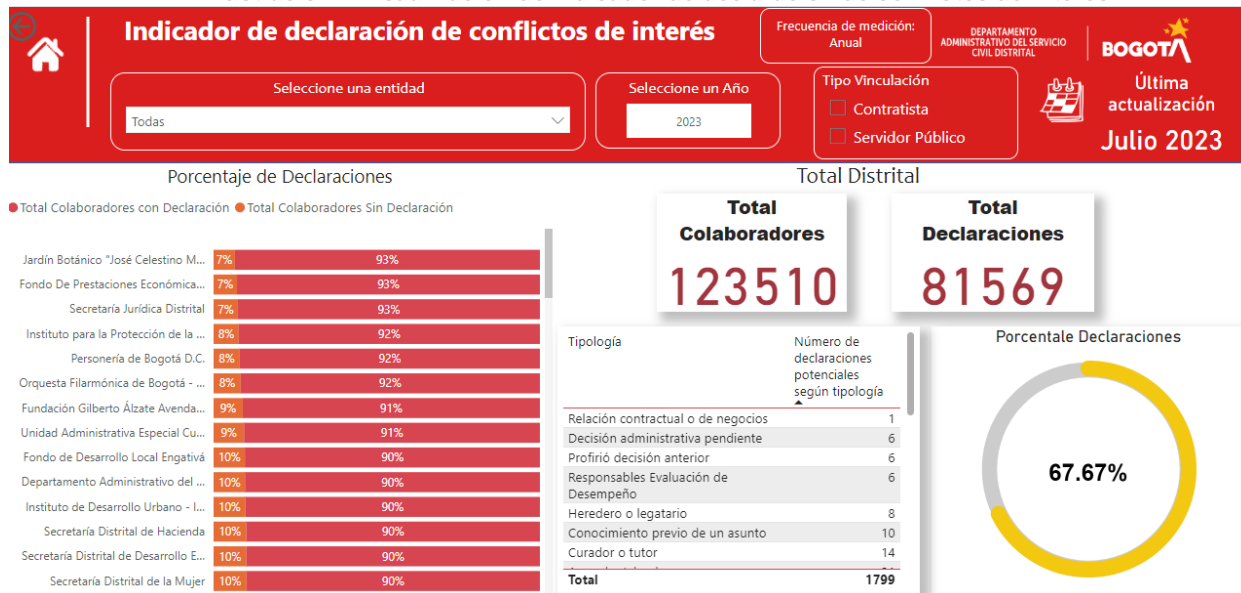 Indicador de declaración de conflictos de interés
Frecuencia de medición:
Anual
DEPARTAMENTO
ADMINISTRATIVO DEL SERVICIO
CIVIL DISTRITAL
BOGOTÁ
Seleccione una entidad
Todas
Seleccione un Año
2023
Tipo Vinculación
Contratista
Servidor Público
Última
actualización
Julio 2023
Porcentaje de Declaraciones
Total Colaboradores con Declaración Total Colaboradores Sin Declaración
Jardín Botánico "José Celestino M... 7% 93%
Fondo De Prestaciones Económica... 7% 93%
Secretaría Jurídica Distrital 7% 93%
Instituto para la Protección de la ... 8% 92%
Personería de Bogotá D.C. 8% 92%
Orquesta Filarmónica de Bogotá - ... 8% 92%
Fundación Gilberto Álzate Avenda... 9% 91%
Unidad Administrativa Especial Cu... 9% 91%
Fondo de Desarrollo Local Engativá 10% 90%
Departamento Administrativo del ... 10% 90%
Instituto de Desarrollo Urbano - I... 10% 90%
Secretaría Distrital de Hacienda 10% 90%
Secretaría Distrital de Desarrollo E... 10% 90%
Secretaría Distrital de la Mujer 10% 90%
Total Distrital
Total
Colaboradores
123510
Total
Declaraciones
81569
Tipología
Número de
declaraciones
potenciales
según tipología
Relación contractual o de negocios 1
Decisión administrativa pendiente 6
Profirió decisión anterior 6
Responsables Evaluación de
Desempeño 6
Heredero o legatario 8
Conocimiento previo de un asunto 10
Curador o tutor 14
Total 1799
Porcentale Declaraciones
67.67%